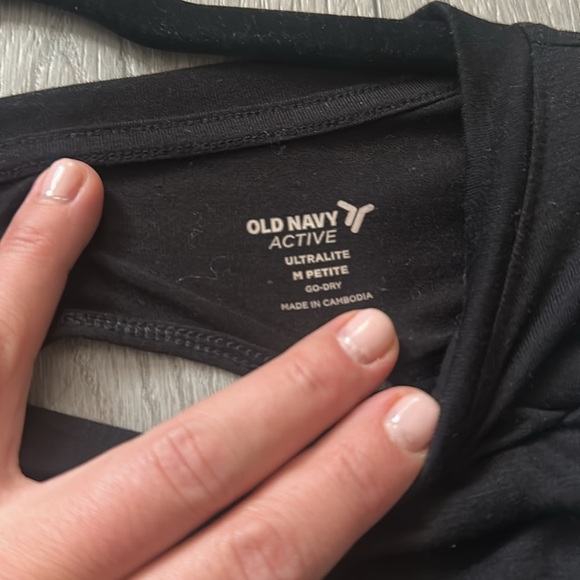 OLD NAVY
ACTIVE
ULTRALITE
M PETITE
GO-DRY
MADE IN CAMBODIA